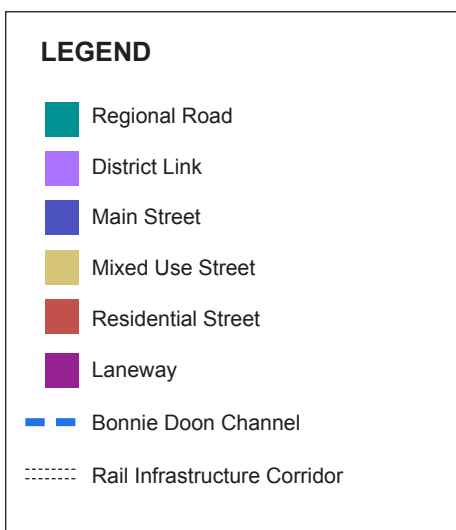 LEGEND
Regional Road
District Link
Main Street
Mixed Use Street
Residential Street
Laneway
Bonnie Doon Channel
Rail Infrastructure Corridor